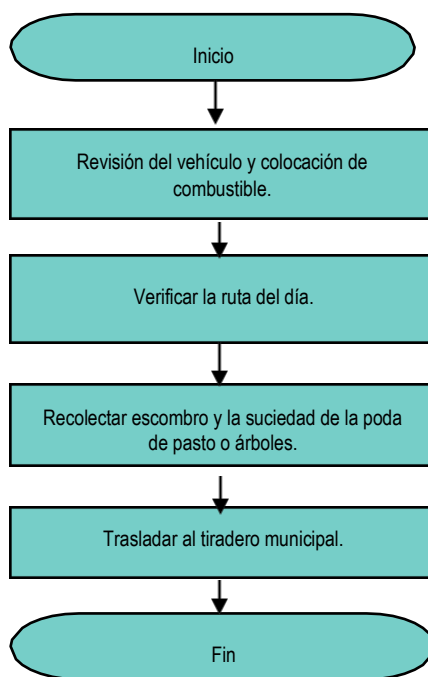 Inicio
Revisión del vehículo y colocación de
combustible.
Verificar la ruta del día.
Recolectar escombro y la suciedad de la poda
de pasto o árboles.
Trasladar al tiradero municipal.
Fin